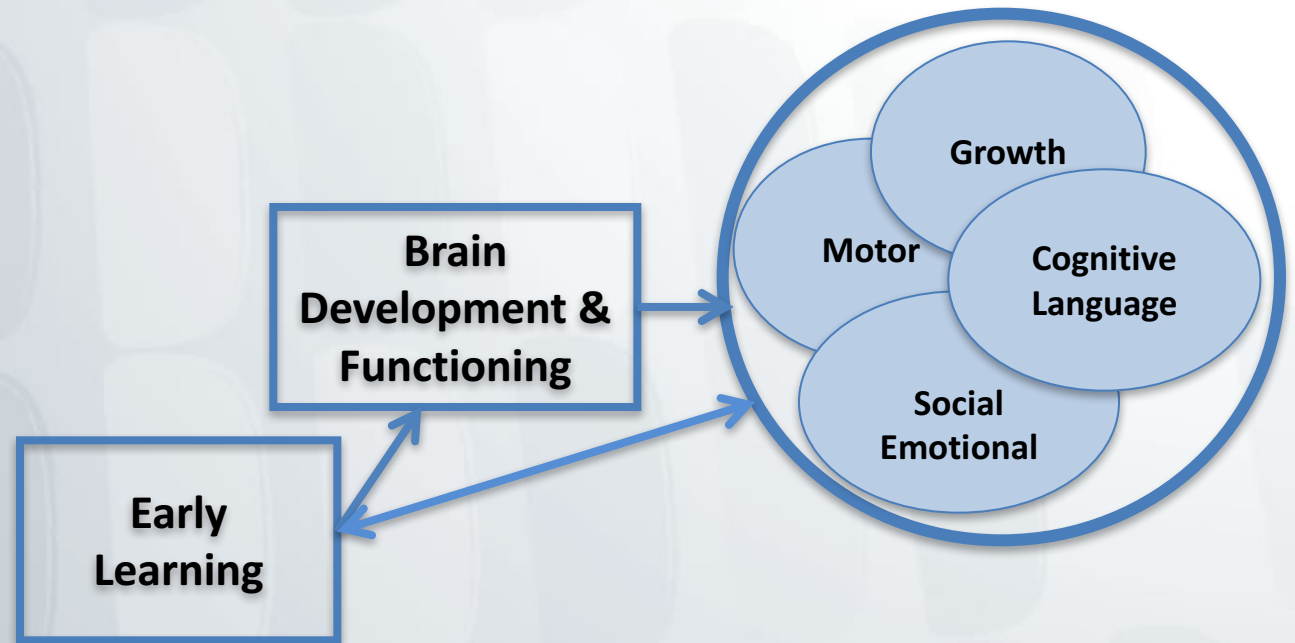 Growth
Motor
Cognitive
Language
Brain
Development &
Functioning
Social
Emotional
Early
Learning